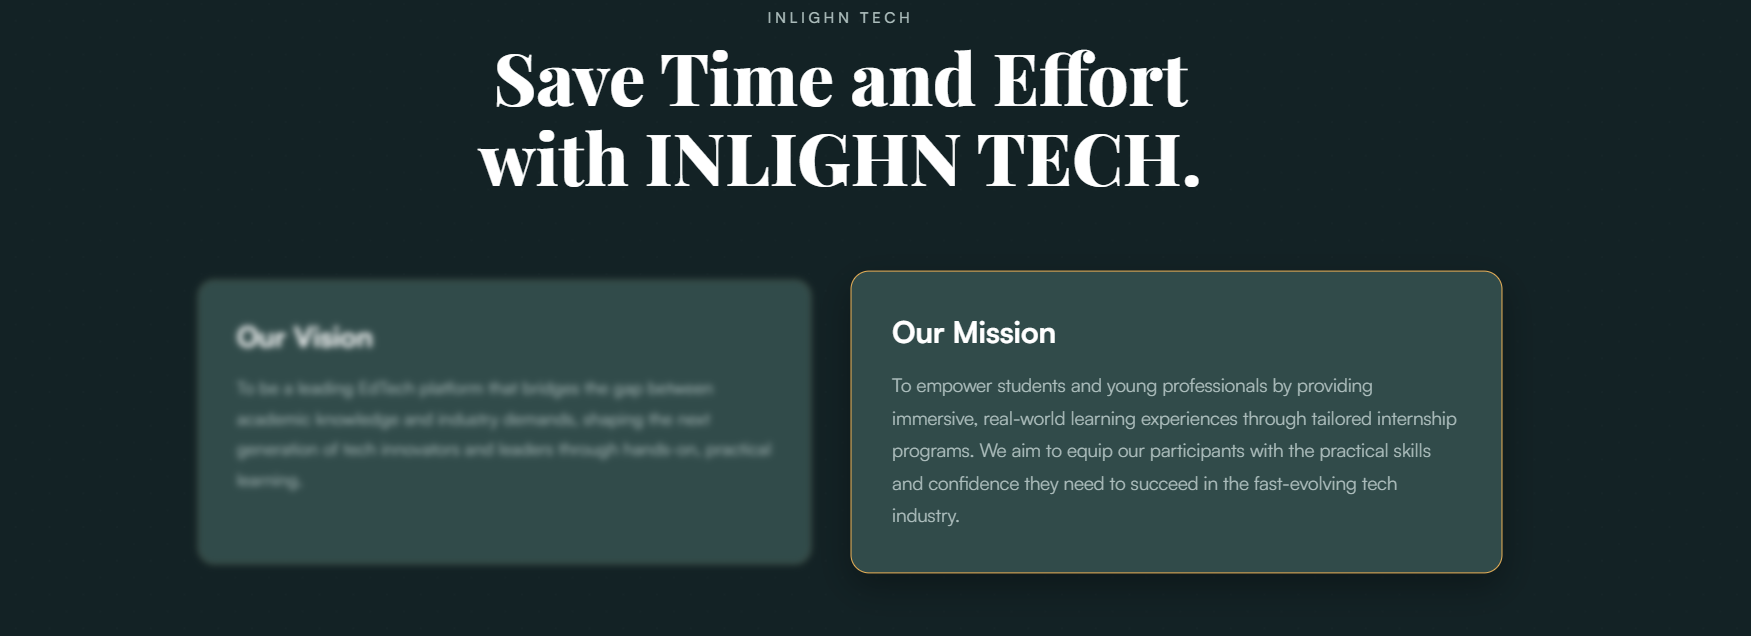 INLIGHN TECH
Save Time and Effort
with INLIGHN TECH.
Our Vision
To be a leading EdTech platform that bridges the gap between
academic knowledge and industry demands, shaping the next
generation of tech innovators and leaders through hands-on, practical
learning.
Our Mission
To empower students and young professionals by providing
immersive, real-world learning experiences through tailored internship
programs. We aim to equip our participants with the practical skills
and confidence they need to succeed in the fast-evolving tech
industry.